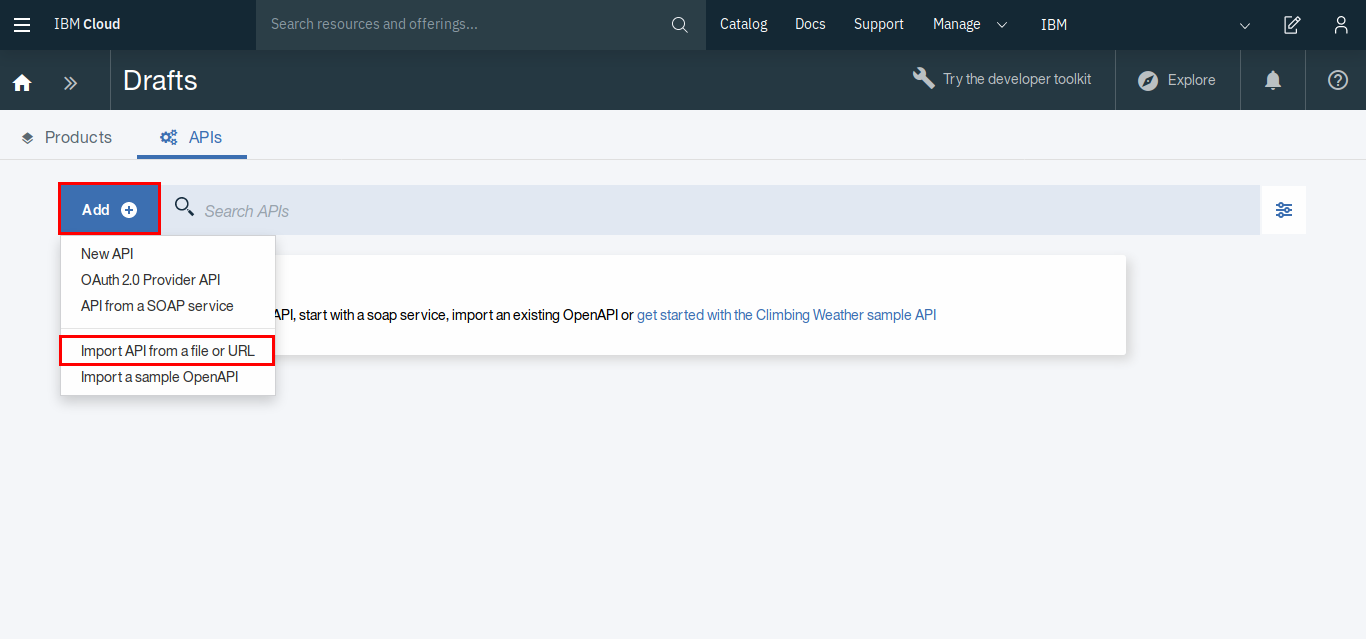 IBM Cloud
Search resources and offerings...
Catalog
Docs
Support
Manage
IBM
Drafts
Try the developer toolkit
Explore
Products
APIs
Add
Search APIs
New API
OAuth 2.0 Provider API
API from a SOAP service
API, start with a soap service, import an existing OpenAPI or get started with the Climbing Weather sample API
Import API from a file or URL
Import a sample OpenAPI